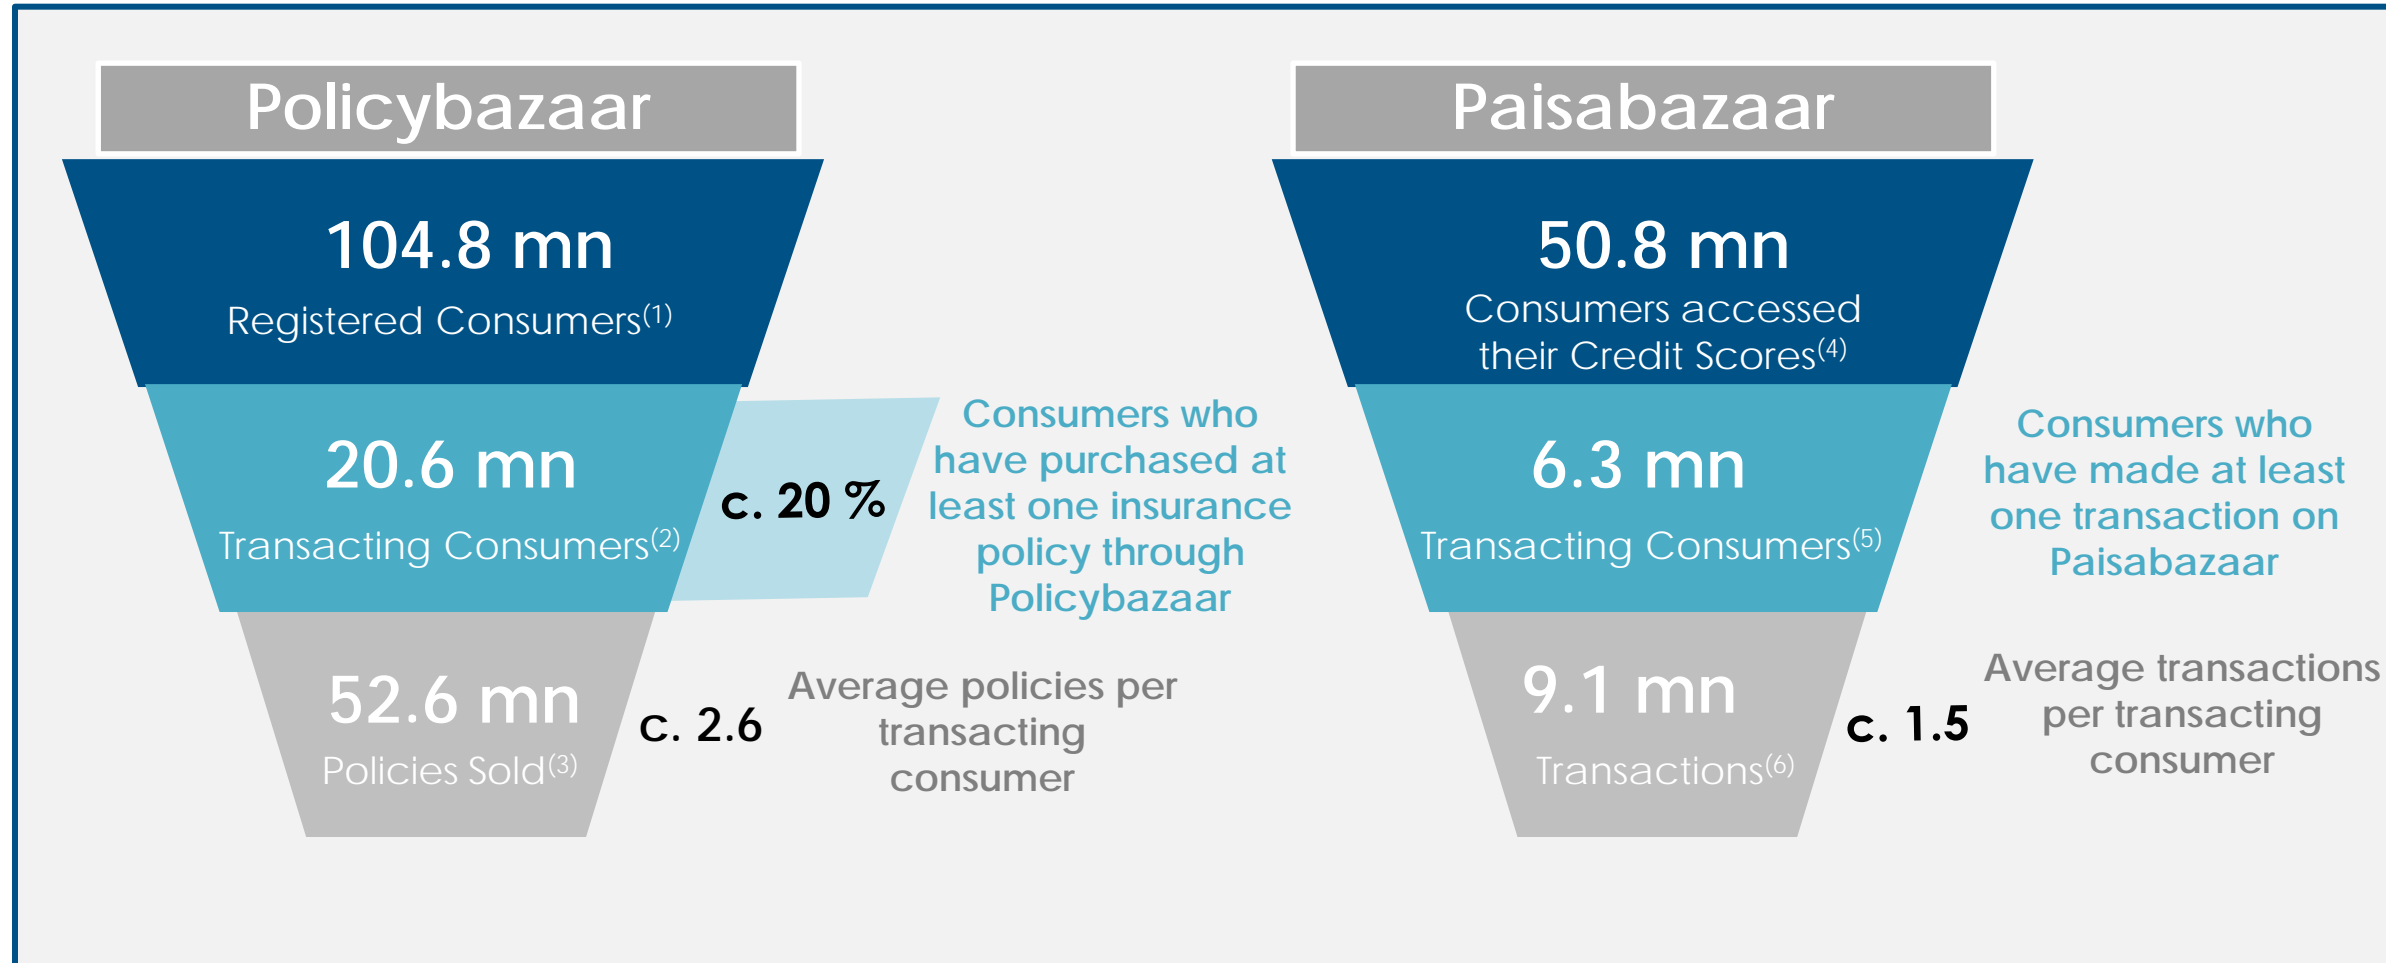 Policybazaar
104.8 mn
Registered Consumers(1)
20.6 mn
Transacting Consumers(2)
c. 20 %
Consumers who
have purchased at
least one insurance
policy through
Policybazaar
52.6 mn
Policies Sold(3)
c. 2.6
Average policies per
transacting
consumer
Paisabazaar
50.8 mn
Consumers accessed
their Credit Scores(4)
6.3 mn
Transacting Consumers(5)
Consumers who
have made at least
one transaction on
Paisabazaar
9.1 mn
Transactions(6)
c. 1.5
Average transactions
per transacting
consumer